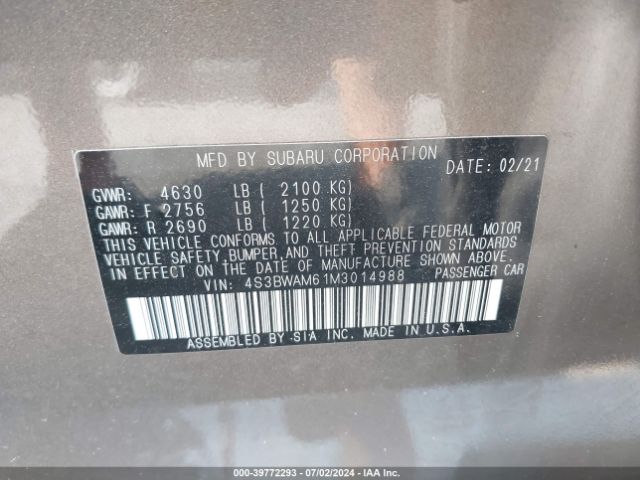 MFD BY SUBARU CORPORATION DATE: 02/21
GVWR: 4630 LB ( 2100 KG)
GAWR: F 2756 LB ( 1250 KG)
GAWR: R 2690 LB ( 1220 KG)
THIS VEHICLE CONFORMS TO ALL APPLICABLE FEDERAL MOTOR
VEHICLE SAFETY, BUMPER, AND THEFT PREVENTION STANDARDS
IN EFFECT ON THE DATE OF MANUFACTURE SHOWN ABOVE.
VIN: 4S3BWAM61M3014988 PASSENGER CAR
ASSEMBLED BY SIA INC. MADE IN U.S.A.
000-39772293 - 07/02/2024 - IAAI.com